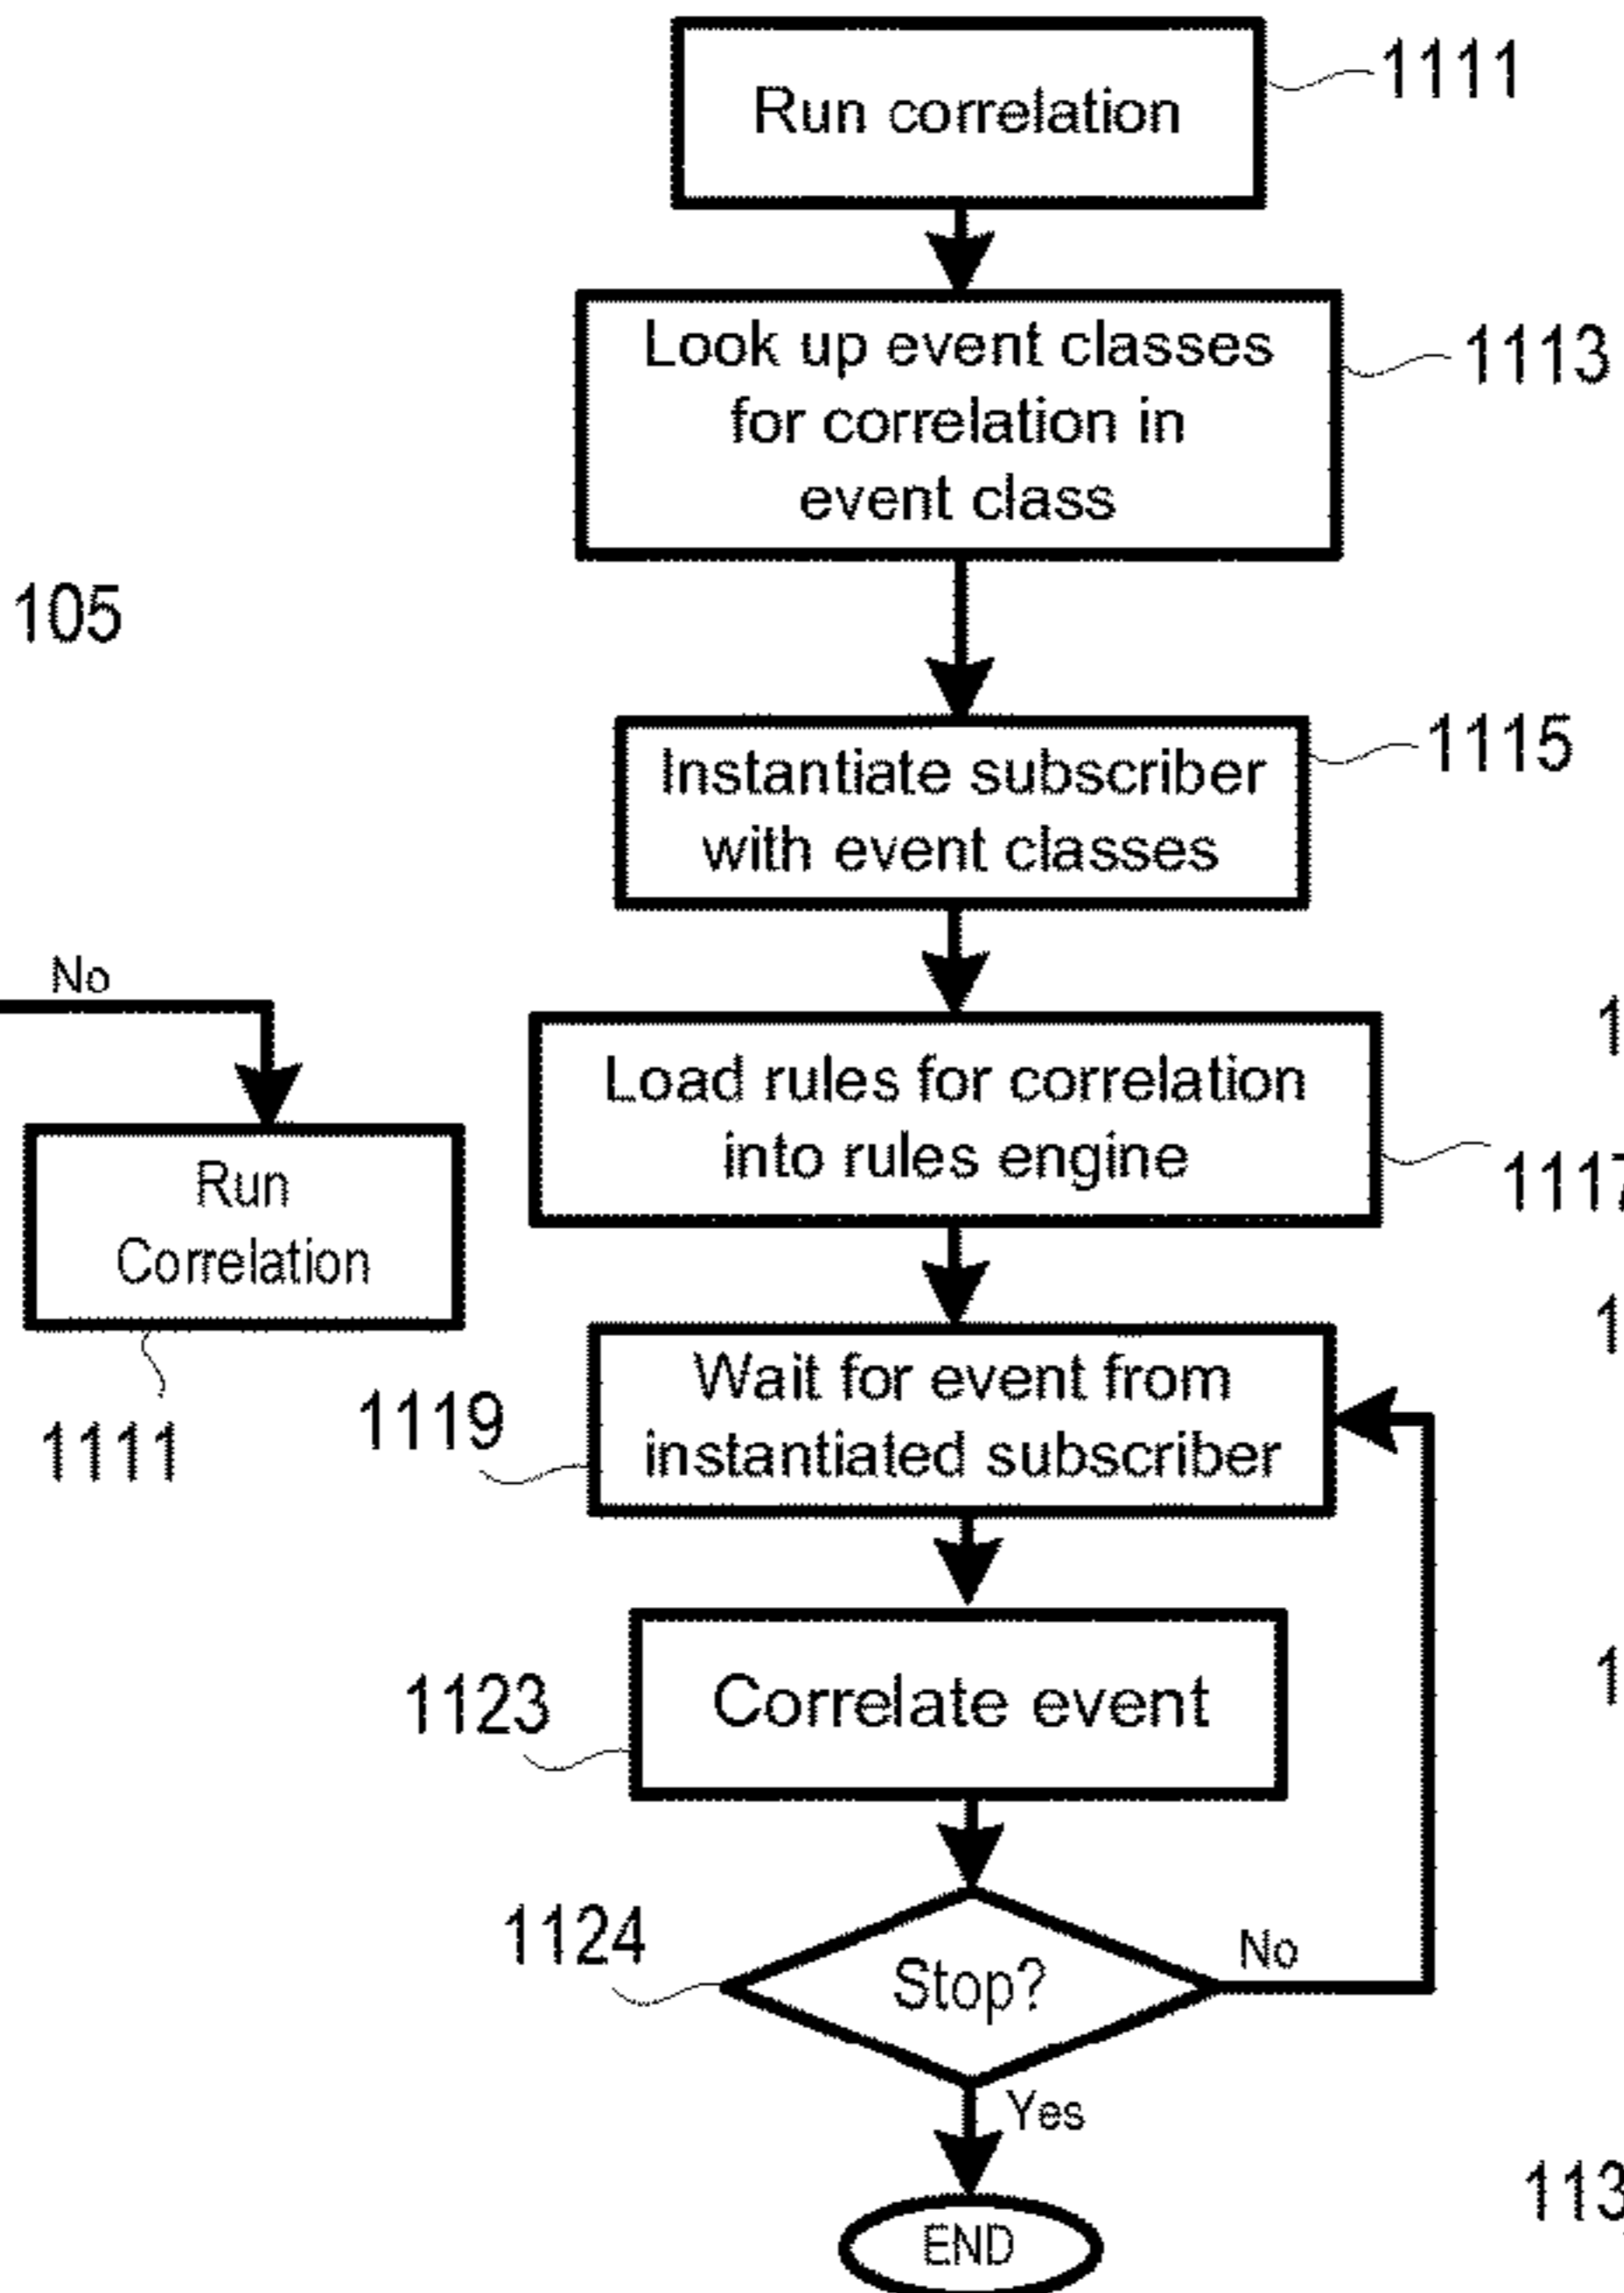 Run correlation
1111
Look up event classes
for correlation in
event class
1113
105
Instantiate subscriber
with event classes
1115
No
Load rules for correlation
into rules engine
1117
Run
Correlation
1111
Wait for event from
instantiated subscriber
1119
Correlate event
1123
Stop?
1124
No
Yes
END